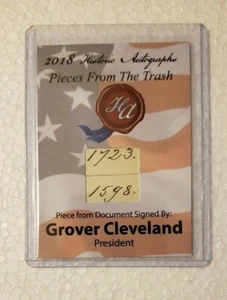 2018 Historic Autographs
Pieces From The Trash
HA
1723.
1598.
Piece from Document Signed By:
Grover Cleveland
President